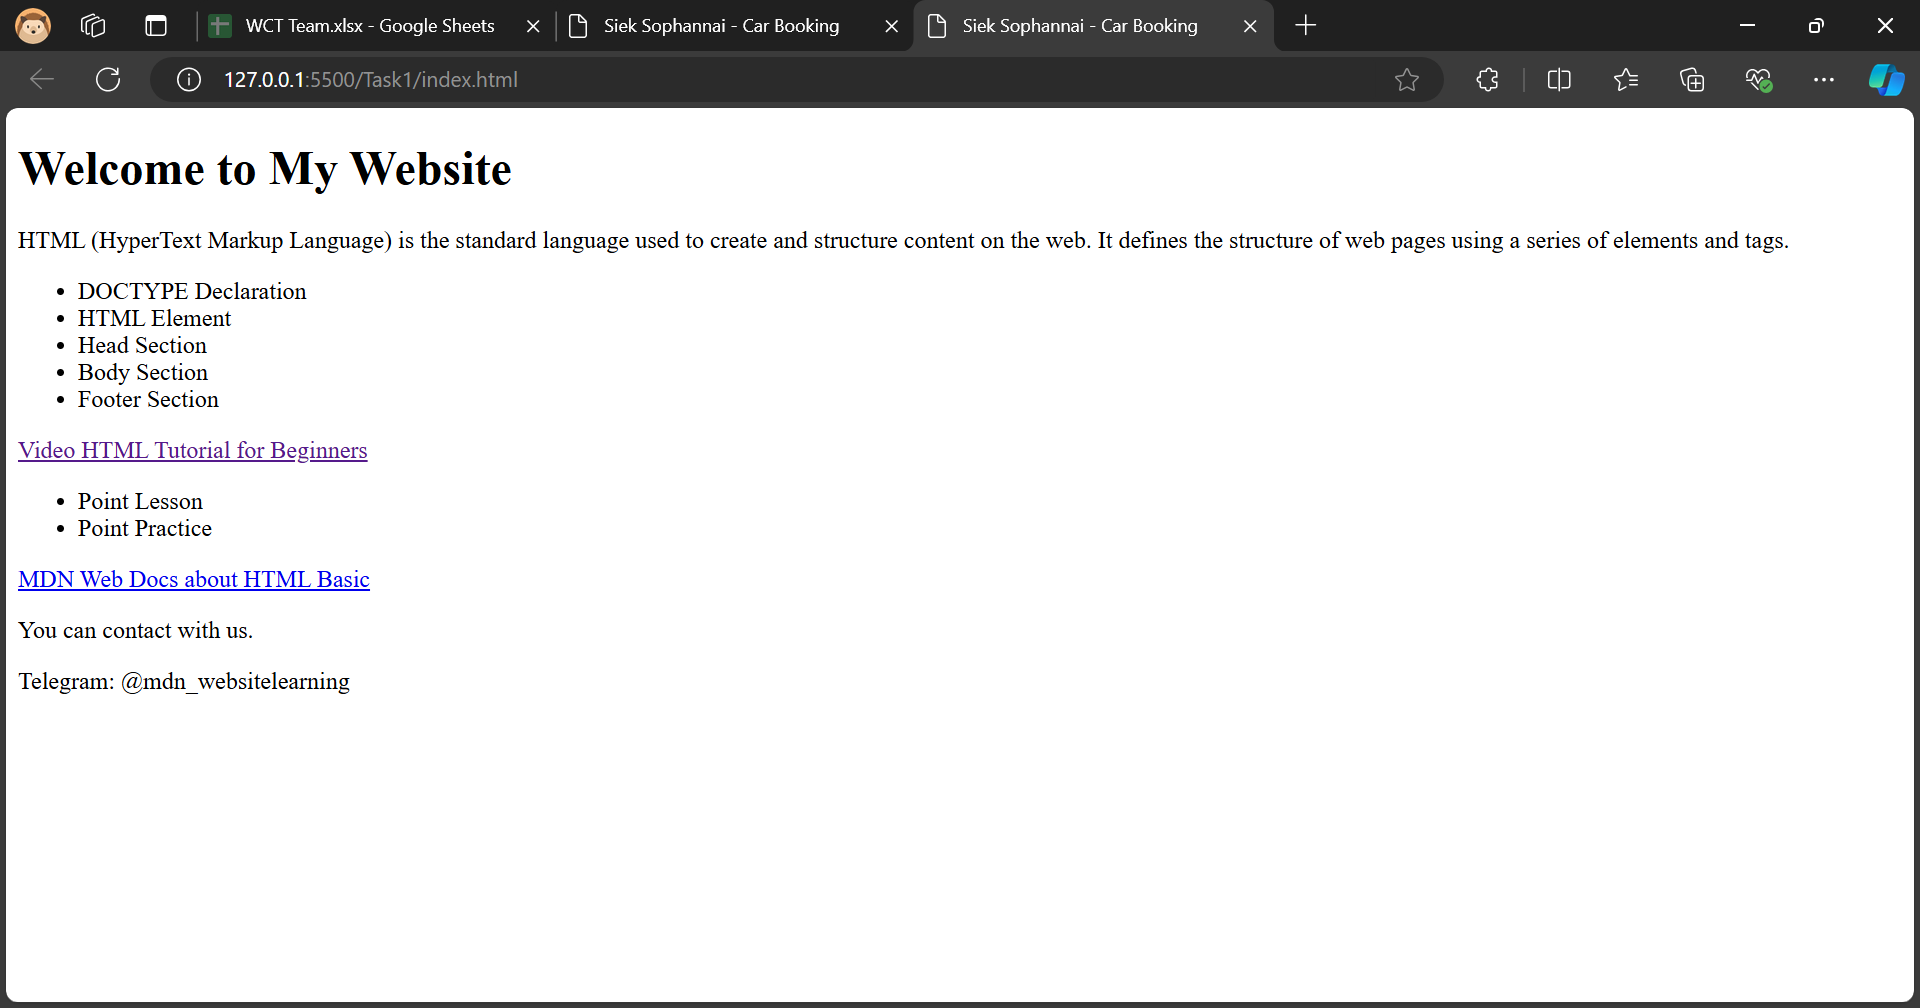 WCT Team.xlsx - Google Sheets
Siek Sophannai - Car Booking
Siek Sophannai - Car Booking
127.0.0.1:5500/Task1/index.html
Welcome to My Website
HTML (HyperText Markup Language) is the standard language used to create and structure content on the web. It defines the structure of web pages using a series of elements and tags.
• DOCTYPE Declaration
• HTML Element
• Head Section
• Body Section
• Footer Section
Video HTML Tutorial for Beginners
• Point Lesson
• Point Practice
MDN Web Docs about HTML Basic
You can contact with us.
Telegram: @mdn_websitelearning